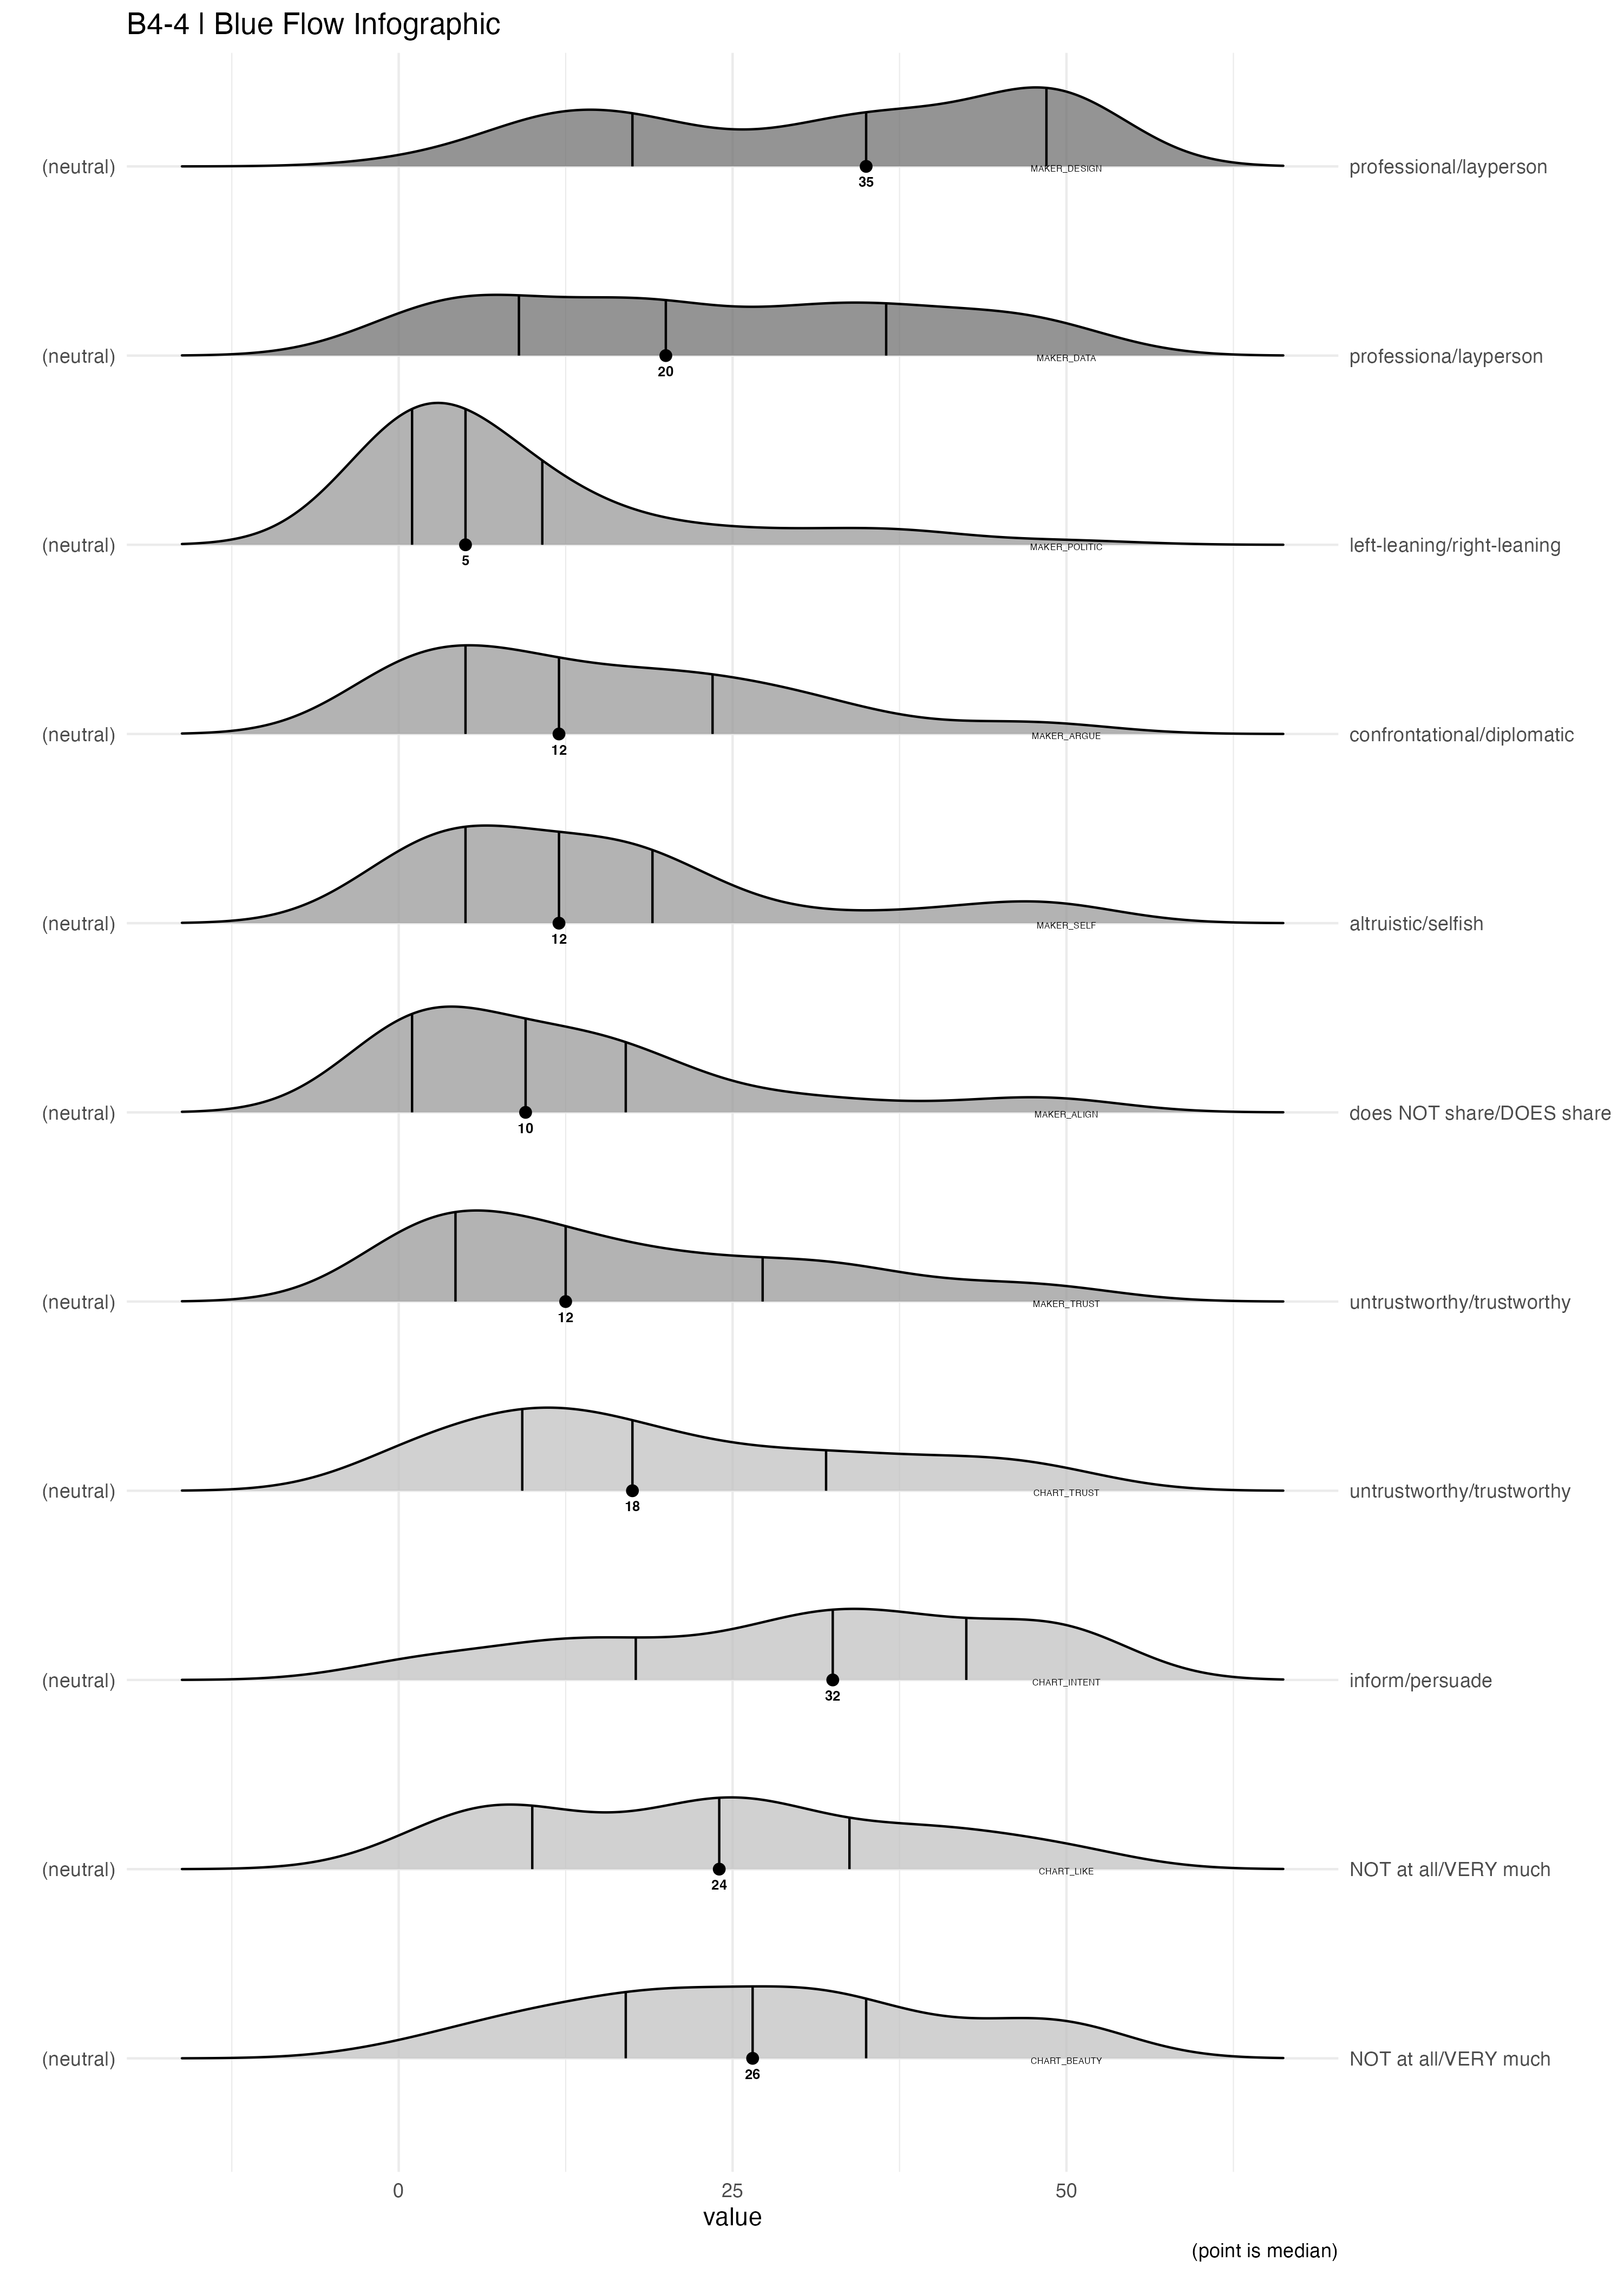 B4-4 | Blue Flow Infographic
(neutral) MAKER_DESIGN professional/layperson
35
(neutral) MAKER_DATA professiona/layperson
20
(neutral) MAKER_POLITIC left-leaning/right-leaning
5
(neutral) MAKER_ARGUE confrontational/diplomatic
12
(neutral) MAKER_SELF altruistic/selfish
12
(neutral) MAKER_ALIGN does NOT share/DOES share
10
(neutral) MAKER_TRUST untrustworthy/trustworthy
12
(neutral) CHART_TRUST untrustworthy/trustworthy
18
(neutral) CHART_INTENT inform/persuade
32
(neutral) CHART_LIKE NOT at all/VERY much
24
(neutral) CHART_BEAUTY NOT at all/VERY much
26
0 25 50
value
(point is median)